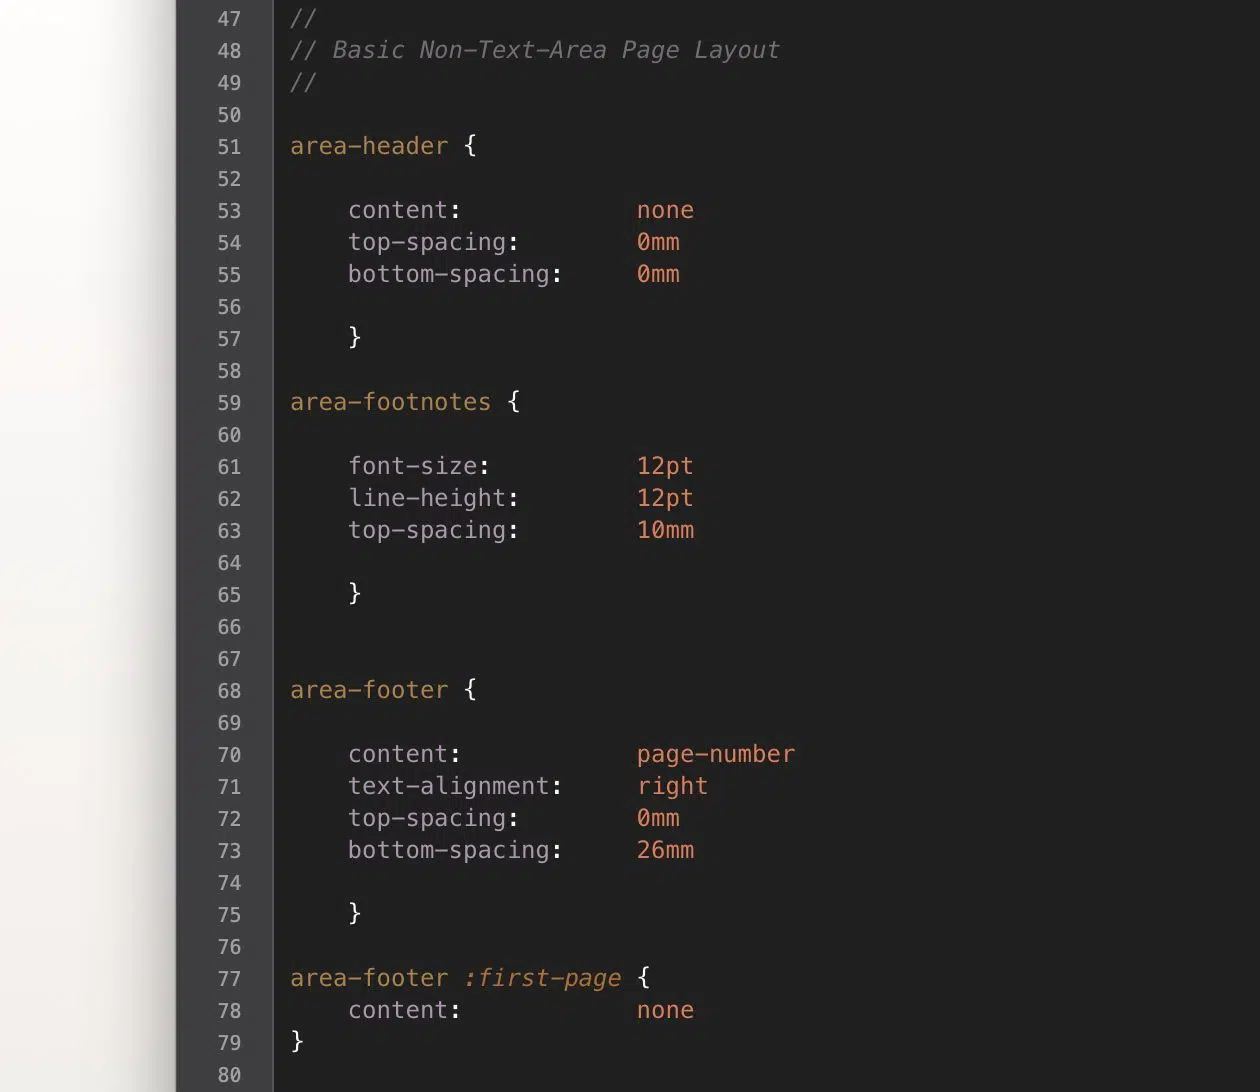 47 //
48 // Basic Non-Text-Area Page Layout
49 //
50
51 area-header {
52
53     content:            none
54     top-spacing:        0mm
55     bottom-spacing:     0mm
56
57     }
58
59 area-footnotes {
60
61     font-size:          12pt
62     line-height:        12pt
63     top-spacing:        10mm
64
65     }
66
67
68 area-footer {
69
70     content:            page-number
71     text-alignment:     right
72     top-spacing:        0mm
73     bottom-spacing:     26mm
74
75     }
76
77 area-footer :first-page {
78     content:            none
79 }
80